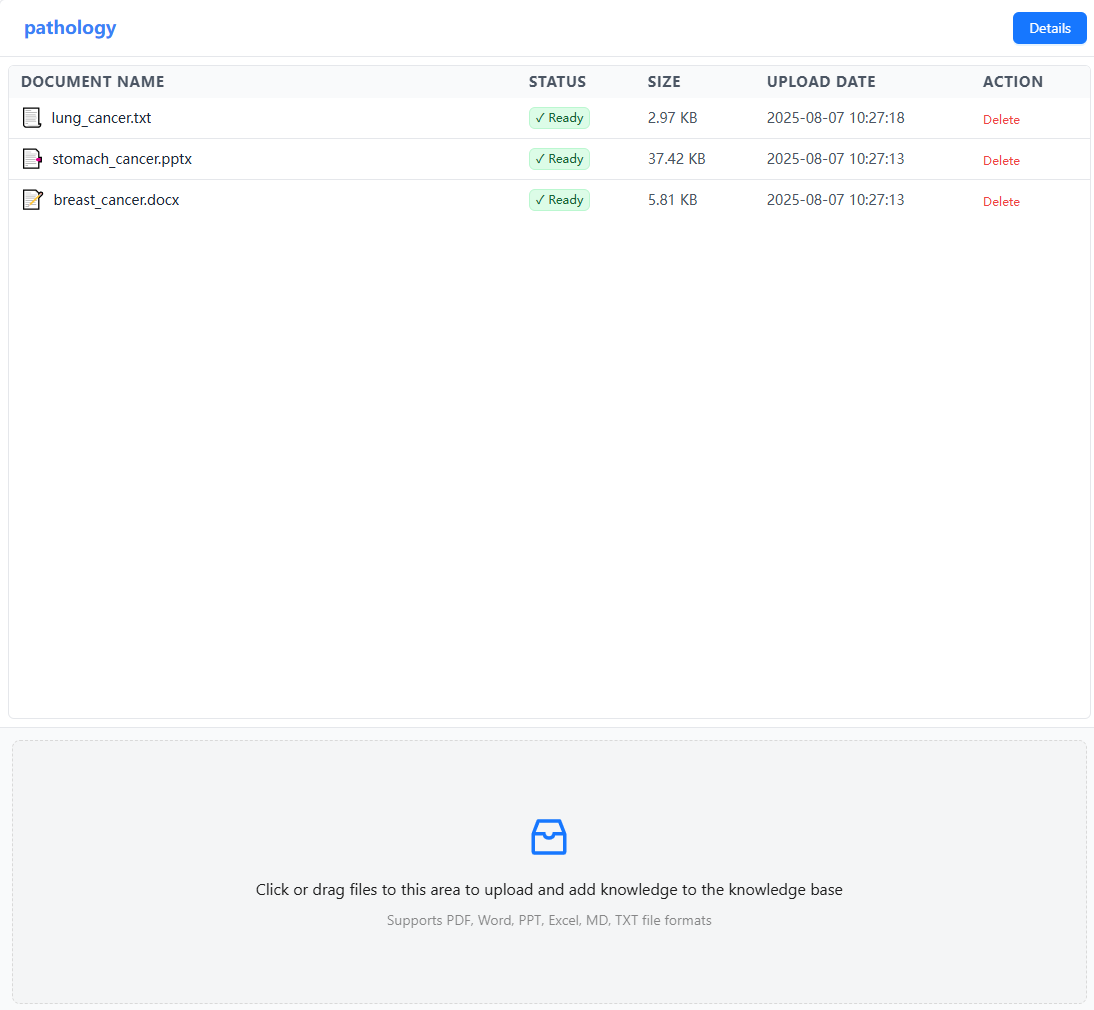 pathology
Details
DOCUMENT NAME STATUS SIZE UPLOAD DATE ACTION
lung_cancer.txt ✓ Ready 2.97 KB 2025-08-07 10:27:18 Delete
stomach_cancer.pptx ✓ Ready 37.42 KB 2025-08-07 10:27:13 Delete
breast_cancer.docx ✓ Ready 5.81 KB 2025-08-07 10:27:13 Delete
Click or drag files to this area to upload and add knowledge to the knowledge base
Supports PDF, Word, PPT, Excel, MD, TXT file formats